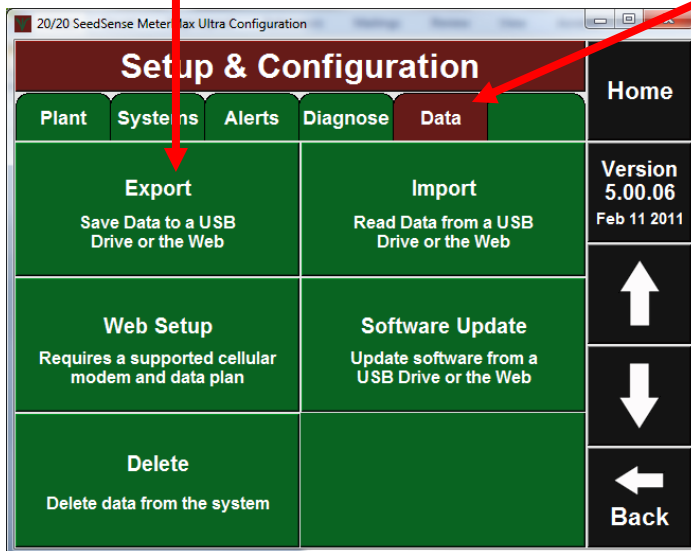 20/20 SeedSense MeterMax Ultra Configuration
Setup & Configuration
Home
Plant Systems Alerts Diagnose Data
Version
5.00.06
Feb 11 2011
Export
Save Data to a USB
Drive or the Web
Import
Read Data from a USB
Drive or the Web
Web Setup
Requires a supported cellular
modem and data plan
Software Update
Update software from a
USB Drive or the Web
Delete
Delete data from the system
Back